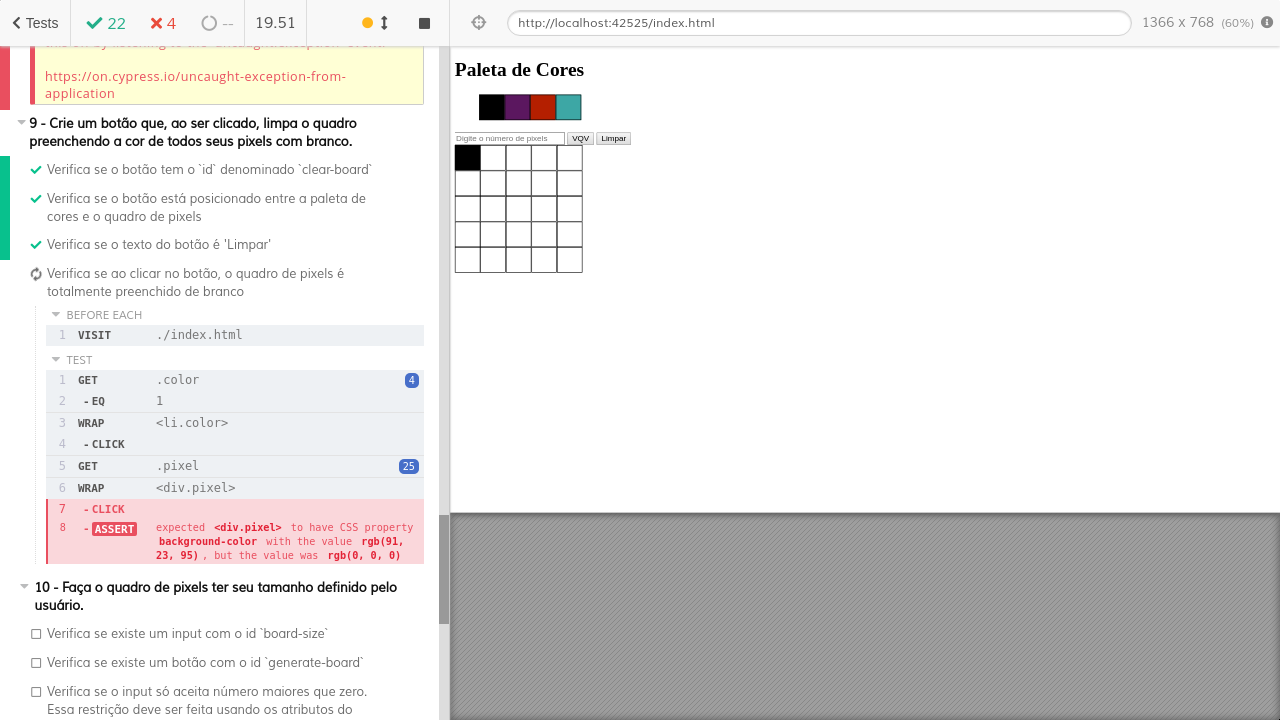 Tests 22 4 -- 19.51 http://localhost:42525/index.html 1366 x 768 (60%)
https://on.cypress.io/uncaught-exception-from-
application
9 - Crie um botão que, ao ser clicado, limpa o quadro
preenchendo a cor de todos seus pixels com branco.
Verifica se o botão tem o `id` denominado `clear-board`
Verifica se o botão está posicionado entre a paleta de
cores e o quadro de pixels
Verifica se o texto do botão é 'Limpar'
Verifica se ao clicar no botão, o quadro de pixels é
totalmente preenchido de branco
BEFORE EACH
1 VISIT ./index.html
TEST
1 GET .color 4
2 - EQ 1
3 WRAP <li.color>
4 - CLICK
5 GET .pixel 25
6 WRAP <div.pixel>
7 - CLICK
8 - ASSERT expected <div.pixel> to have CSS property
background-color with the value rgb(91,
23, 95), but the value was rgb(0, 0, 0)
10 - Faça o quadro de pixels ter seu tamanho definido pelo
usuário.
Verifica se existe um input com o id `board-size`
Verifica se existe um botão com o id `generate-board`
Verifica se o input só aceita número maiores que zero.
Essa restrição deve ser feita usando os atributos do
Paleta de Cores
Digite o número de pixels VQV Limpar